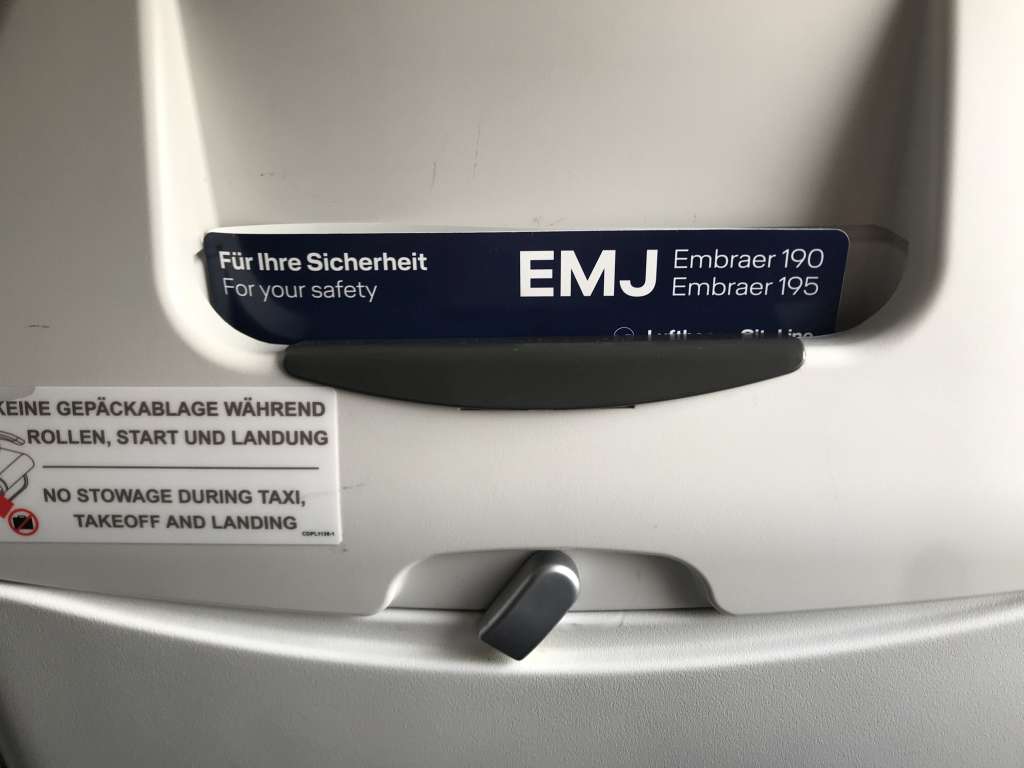 Für Ihre Sicherheit
For your safety
EMJ
Embraer 190
Embraer 195
KEINE GEPÄCKABLAGE WÄHREND
ROLLEN, START UND LANDUNG
NO STOWAGE DURING TAXI,
TAKEOFF AND LANDING